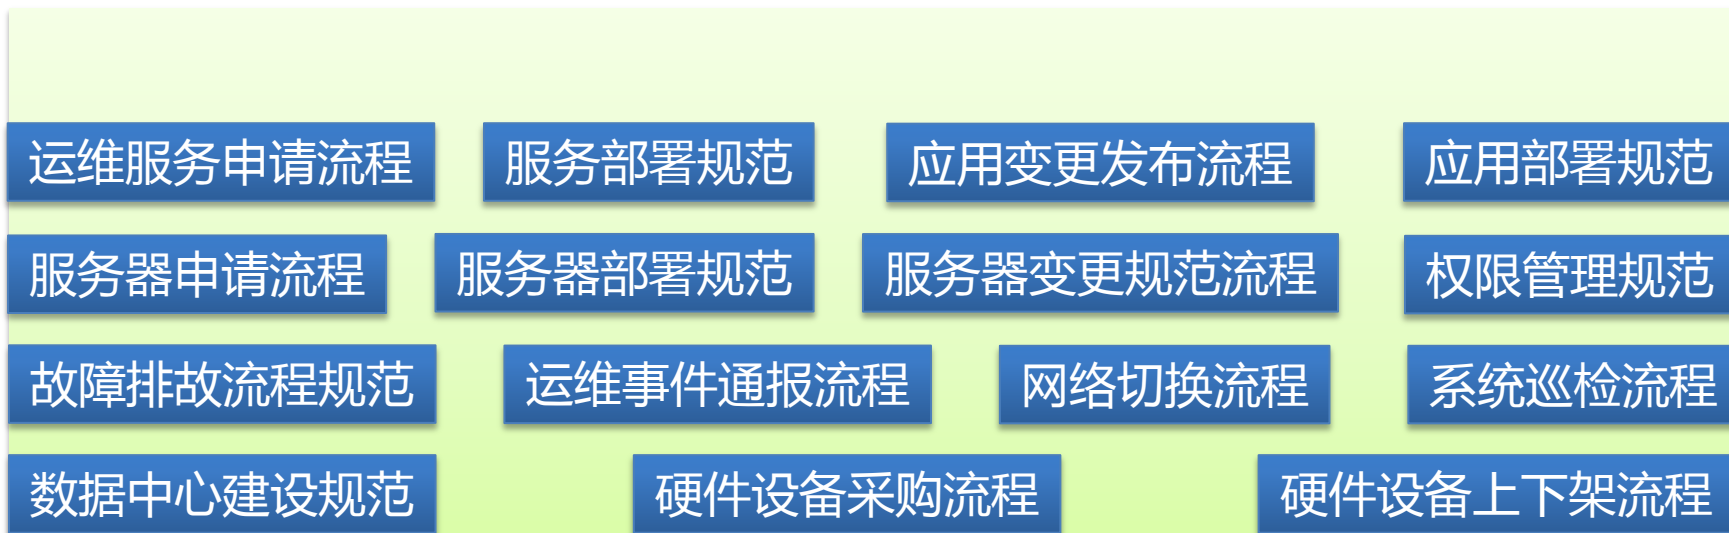 运维服务申请流程 服务部署规范 应用变更发布流程 应用部署规范
服务器申请流程 服务器部署规范 服务器变更规范流程 权限管理规范
故障排故流程规范 运维事件通报流程 网络切换流程 系统巡检流程
数据中心建设规范 硬件设备采购流程 硬件设备上下架流程